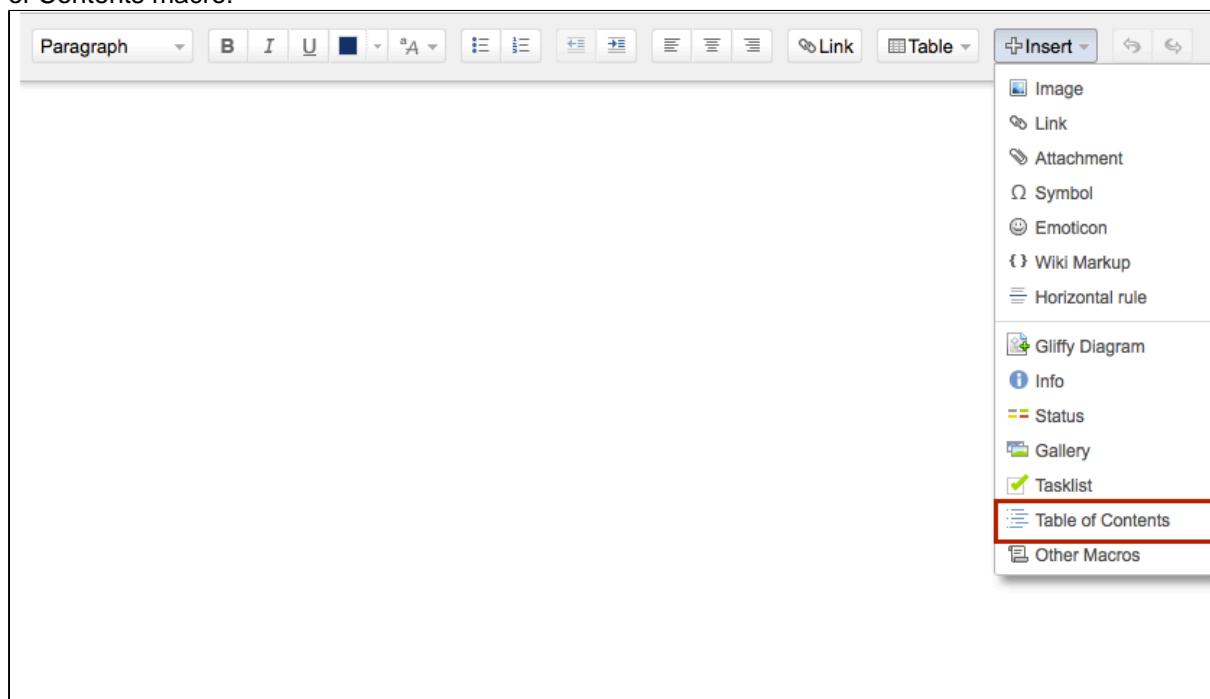 of Contents macro.
Paragraph B I U ªA Link Table Insert
Image
Link
Attachment
Ω Symbol
Emoticon
{} Wiki Markup
Horizontal rule
Gliffy Diagram
Info
Status
Gallery
Tasklist
Table of Contents
Other Macros